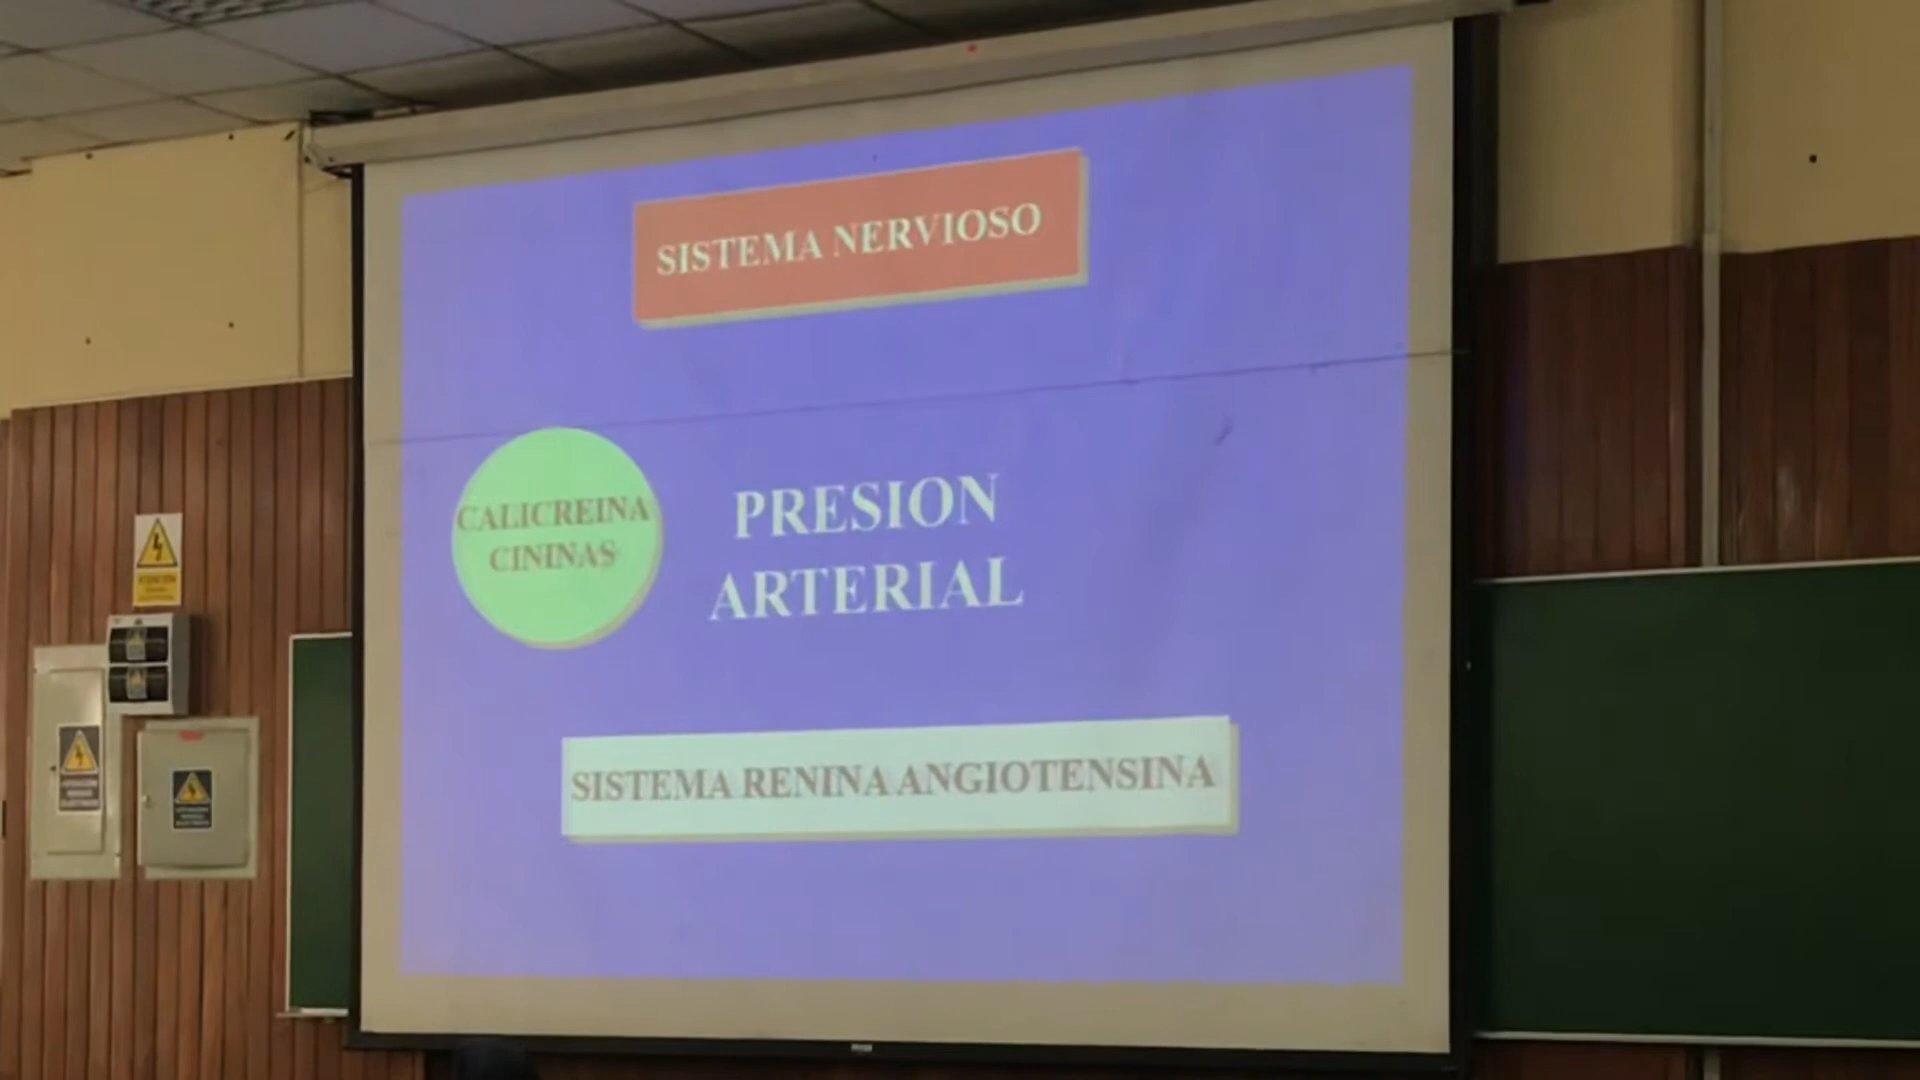 SISTEMA NERVIOSO
CALICREINA
CININAS
PRESION
ARTERIAL
SISTEMA RENINA ANGIOTENSINA